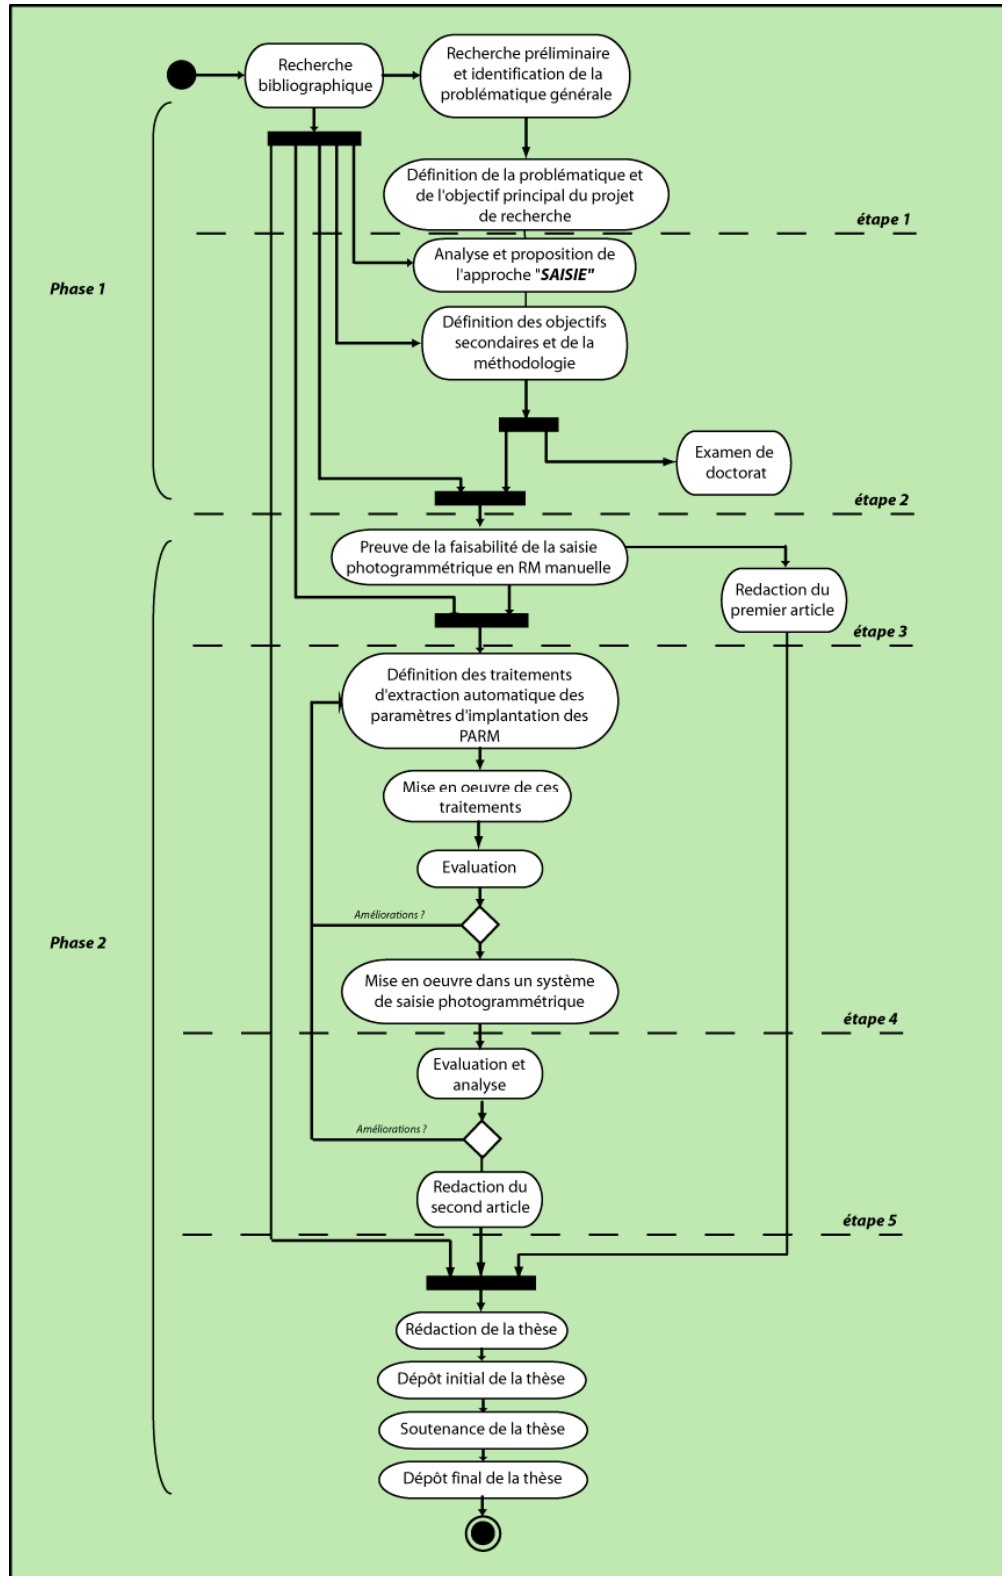 Recherche
bibliographique
Recherche préliminaire
et identification de la
problématique générale
Définition de la problématique et
de l'objectif principal du projet
de recherche
étape 1
Analyse et proposition de
l'approche "SAISIE"
Phase 1
Définition des objectifs
secondaires et de la
méthodologie
Examen de
doctorat
étape 2
Preuve de la faisabilité de la saisie
photogrammétrique en RM manuelle
Redaction du
premier article
étape 3
Définition des traitements
d'extraction automatique des
paramètres d'implantation des
PARM
Mise en oeuvre de ces
traitements
Evaluation
Améliorations ?
Phase 2
Mise en oeuvre dans un système
de saisie photogrammétrique
étape 4
Evaluation et
analyse
Améliorations ?
Redaction du
second article
étape 5
Rédaction de la thèse
Dépôt initial de la thèse
Soutenance de la thèse
Dépôt final de la thèse